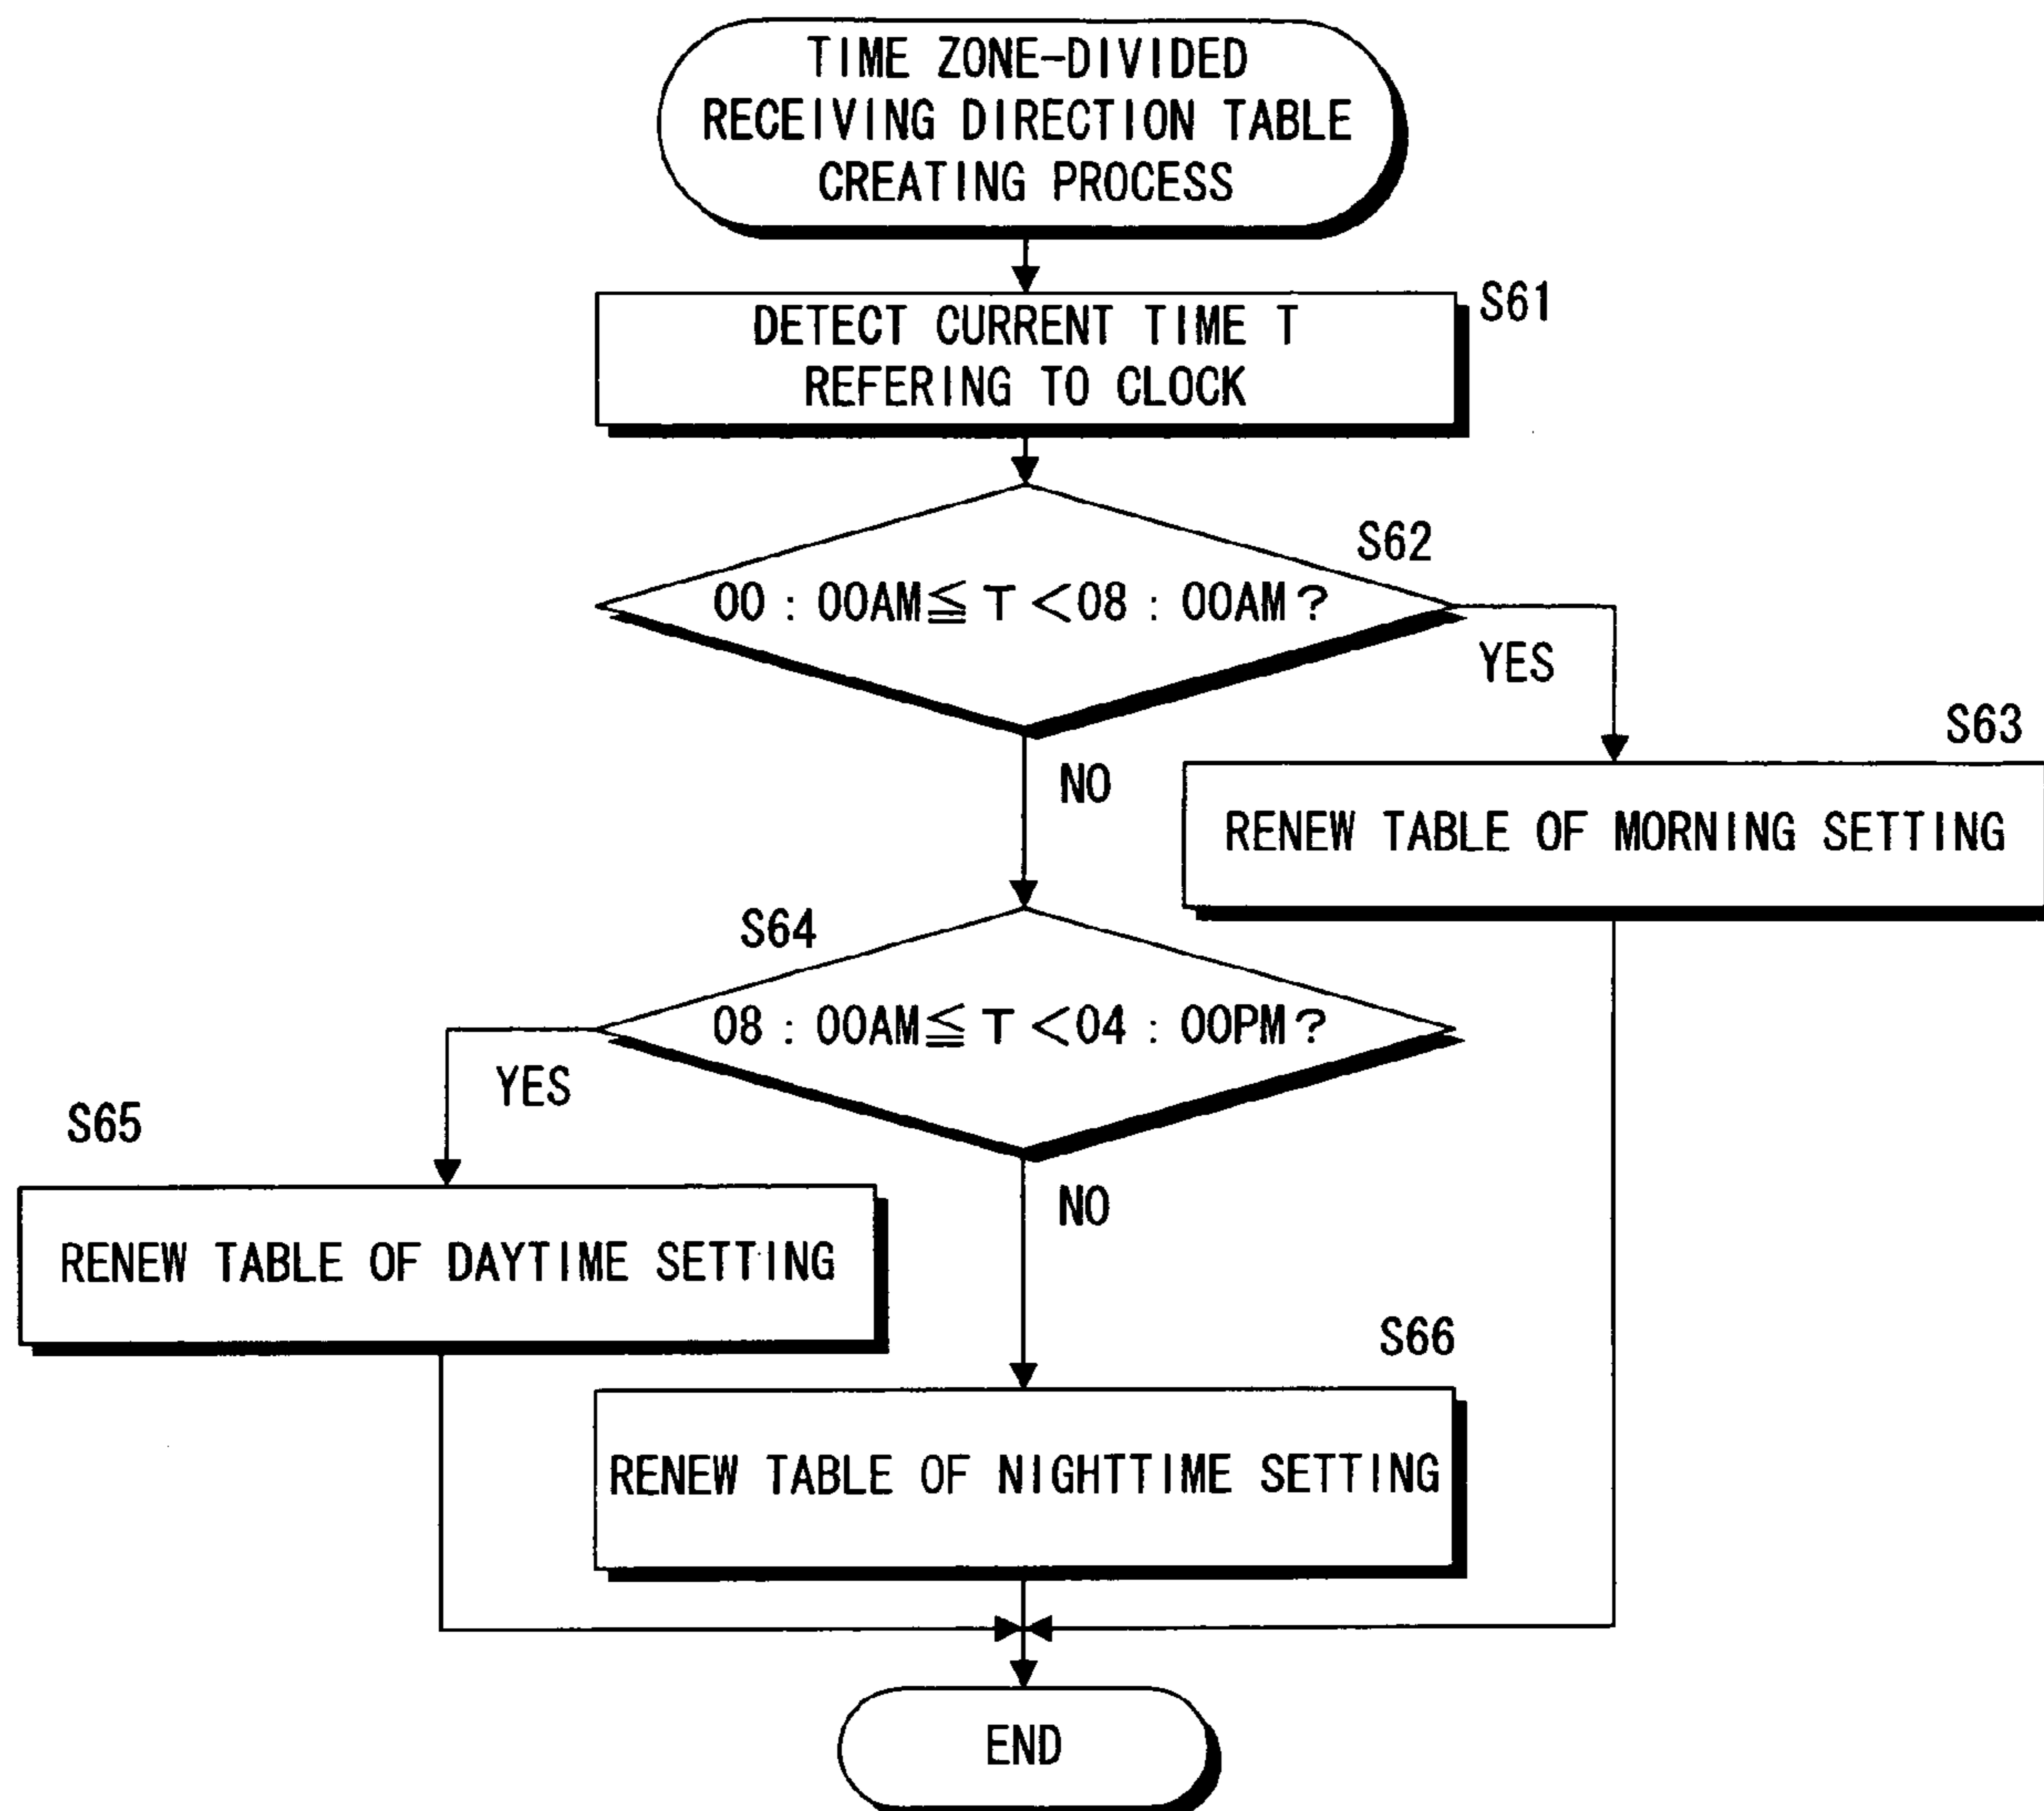 TIME ZONE-DIVIDED
RECEIVING DIRECTION TABLE
CREATING PROCESS
S61
DETECT CURRENT TIME T
REFERING TO CLOCK
S62
00 : 00AM≦ T <08 : 00AM?
YES
NO
S63
RENEW TABLE OF MORNING SETTING
S64
08 : 00AM≦ T <04 : 00PM?
YES
NO
S65
RENEW TABLE OF DAYTIME SETTING
S66
RENEW TABLE OF NIGHTTIME SETTING
END